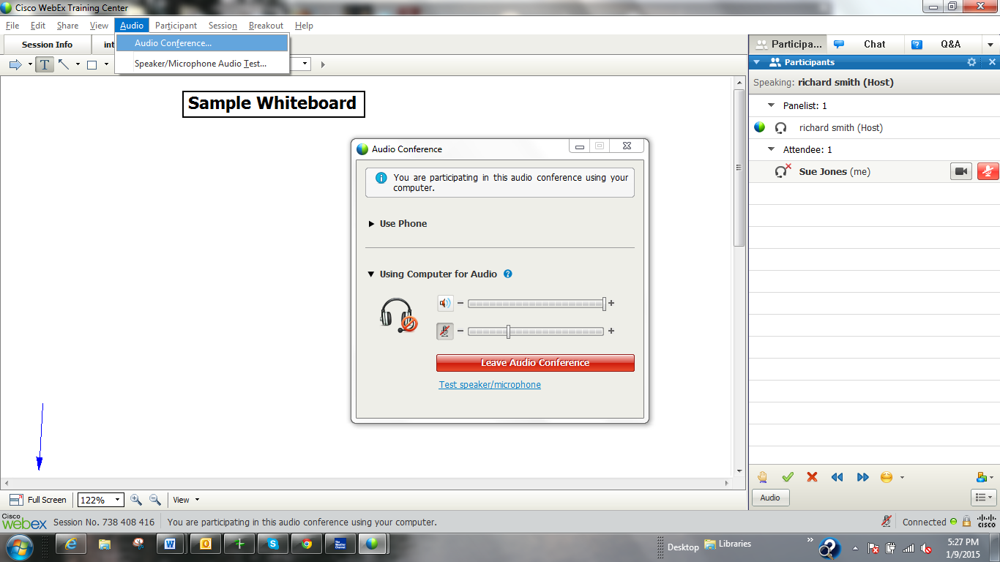 Cisco WebEx Training Center
File Edit Share View Audio Participant Session Breakout Help
Audio Conference...
Speaker/Microphone Audio Test...
Session Info
int
T
Sample Whiteboard
Audio Conference
You are participating in this audio conference using your
computer.
Use Phone
Using Computer for Audio ?
Leave Audio Conference
Test speaker/microphone
Participa... Chat ? Q&A
Participants
Speaking: richard smith (Host)
Panelist: 1
richard smith (Host)
Attendee: 1
Sue Jones (me)
Audio
Full Screen 122% View
Cisco
webex
Session No. 738 408 416 You are participating in this audio conference using your computer.
Connected
CISCO
Desktop Libraries
5:27 PM
1/9/2015